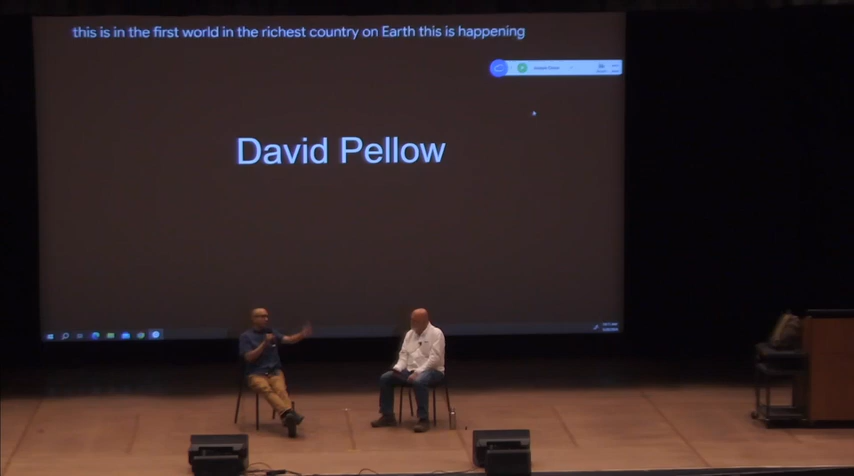 this is in the first world in the richest country on Earth this is happening
David Pellow